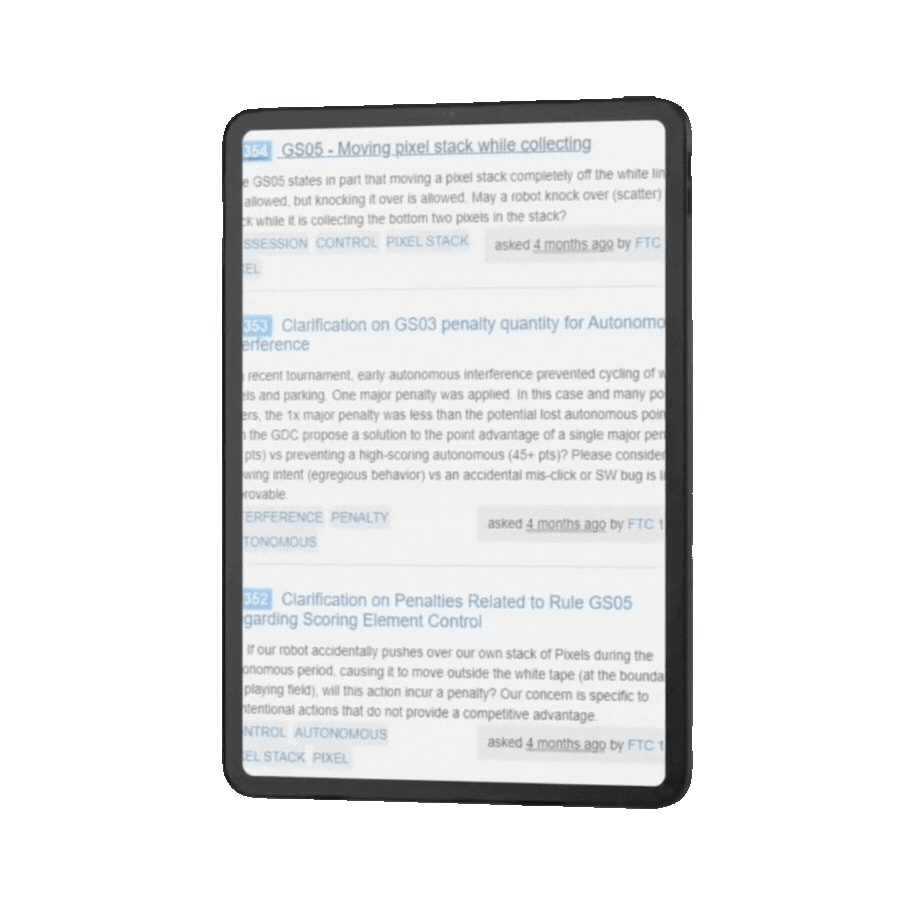 354 GS05 - Moving pixel stack while collecting
e GS05 states in part that moving a pixel stack completely off the white lin
allowed, but knocking it over is allowed. May a robot knock over (scatter)
ck while it is collecting the bottom two pixels in the stack?
SSESSION CONTROL PIXEL STACK
asked 4 months ago by FTC
EL
353 Clarification on GS03 penalty quantity for Autonomo
erference
recent tournament, early autonomous interference prevented cycling of w
els and parking. One major penalty was applied. In this case and many po
ers, the 1x major penalty was less than the potential lost autonomous poin
n the GDC propose a solution to the point advantage of a single major pen
pts) vs preventing a high-scoring autonomous (45+ pts)? Please consider
wing intent (egregious behavior) vs an accidental mis-click or SW bug is li
rovable.
ERFERENCE PENALTY
asked 4 months ago by FTC 1
TONOMOUS
352 Clarification on Penalties Related to Rule GS05
garding Scoring Element Control
If our robot accidentally pushes over our own stack of Pixels during the
onomous period, causing it to move outside the white tape (at the bounda
playing field), will this action incur a penalty? Our concern is specific to
ntentional actions that do not provide a competitive advantage.
NTROL AUTONOMOUS
asked 4 months ago by FTC 1
EL STACK PIXEL